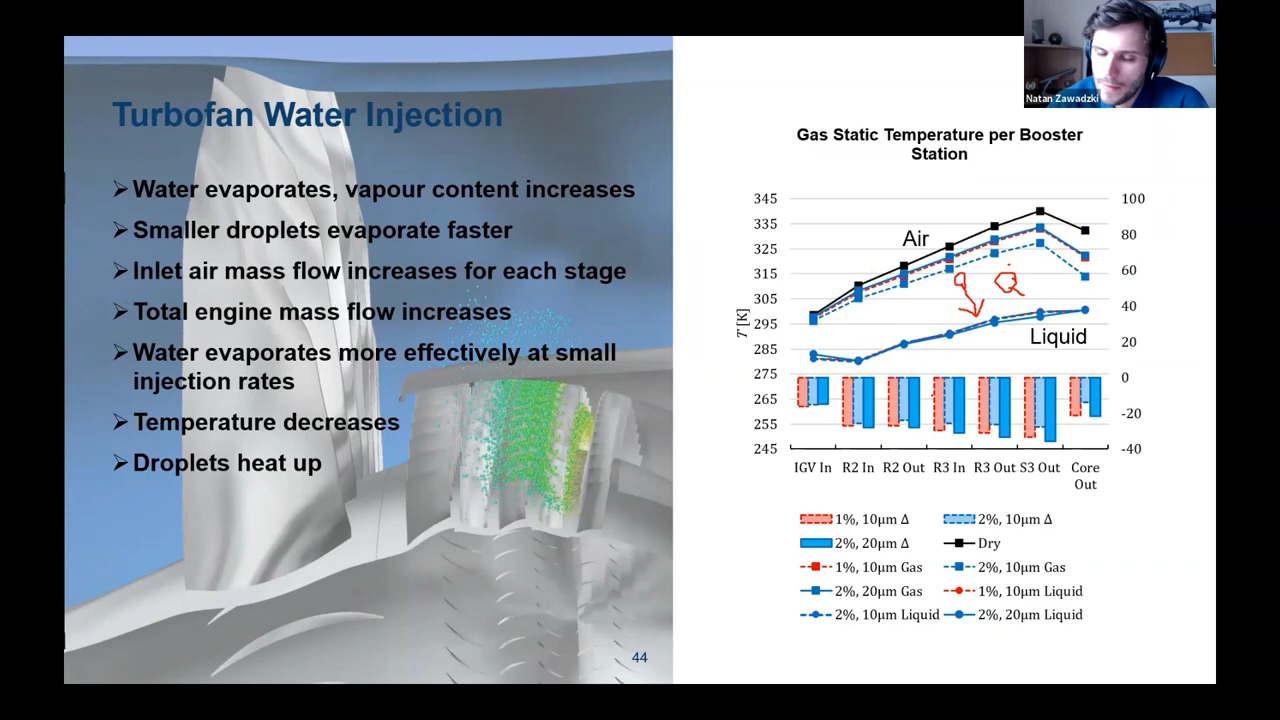 Turbofan Water Injection
➢Water evaporates, vapour content increases
➢Smaller droplets evaporate faster
➢Inlet air mass flow increases for each stage
➢Total engine mass flow increases
➢Water evaporates more effectively at small
injection rates
➢Temperature decreases
➢Droplets heat up
44
Natan Zawadzki
Gas Static Temperature per Booster
Station
345
335
325
315
305
295
285
275
265
255
245
T [K]
100
80
60
40
20
0
-20
-40
Air
Q
Liquid
IGV In R2 In R2 Out R3 In R3 Out S3 Out Core
Out
1%, 10μm Δ 2%, 10μm Δ
2%, 20μm Δ Dry
1%, 10μm Gas 2%, 10μm Gas
2%, 20μm Gas 1%, 10μm Liquid
2%, 10μm Liquid 2%, 20μm Liquid